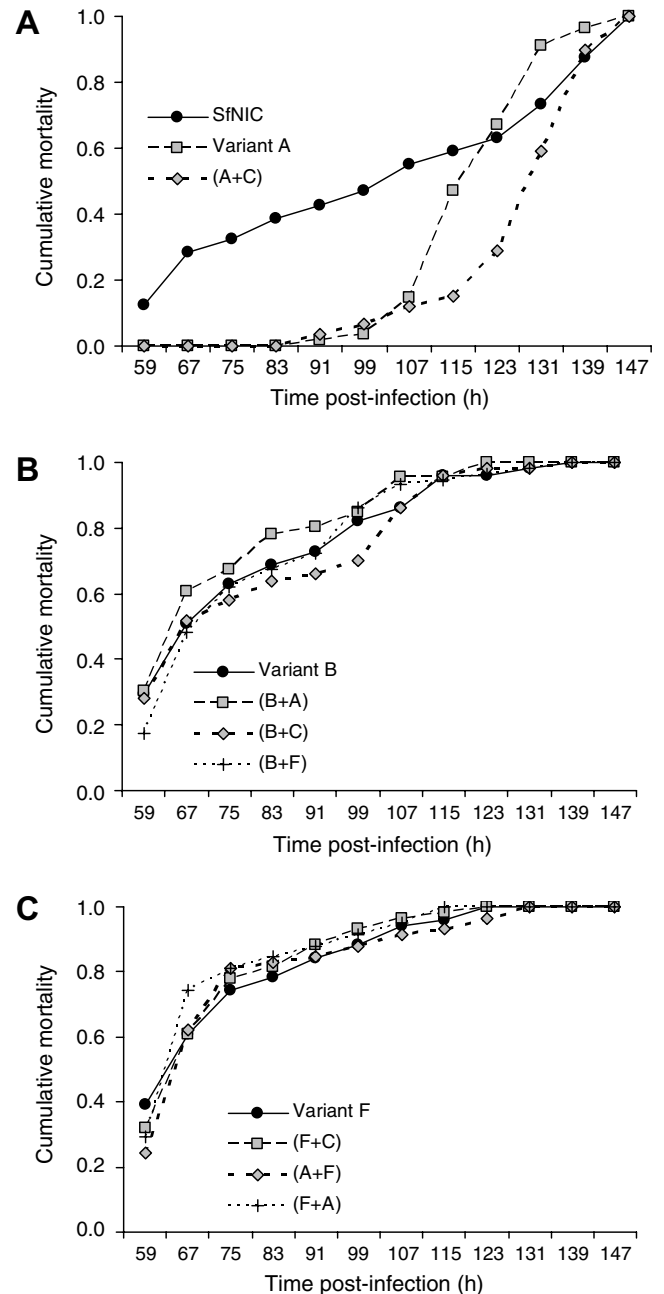 A
1.0
0.8
0.6
0.4
0.2
0.0
Cumulative mortality
SfNIC
Variant A
(A+C)
59 67 75 83 91 99 107 115 123 131 139 147
Time post-infection (h)
B
1.0
0.8
0.6
0.4
0.2
0.0
Cumulative mortality
Variant B
(B+A)
(B+C)
(B+F)
59 67 75 83 91 99 107 115 123 131 139 147
Time post-infection (h)
C
1.0
0.8
0.6
0.4
0.2
0.0
Cumulative mortality
Variant F
(F+C)
(A+F)
(F+A)
59 67 75 83 91 99 107 115 123 131 139 147
Time post-infection (h)